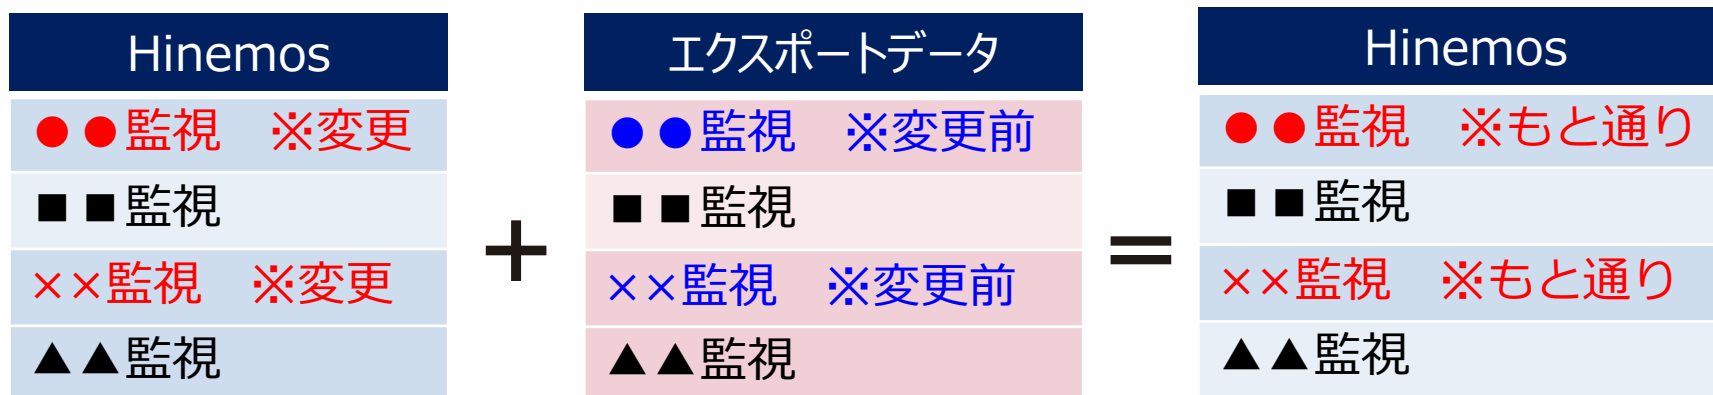 Hinemos
●●監視 ※変更
■■監視
××監視 ※変更
▲▲監視
+
エクスポートデータ
●●監視 ※変更前
■■監視
××監視 ※変更前
▲▲監視
=
Hinemos
●●監視 ※もと通り
■■監視
××監視 ※もと通り
▲▲監視